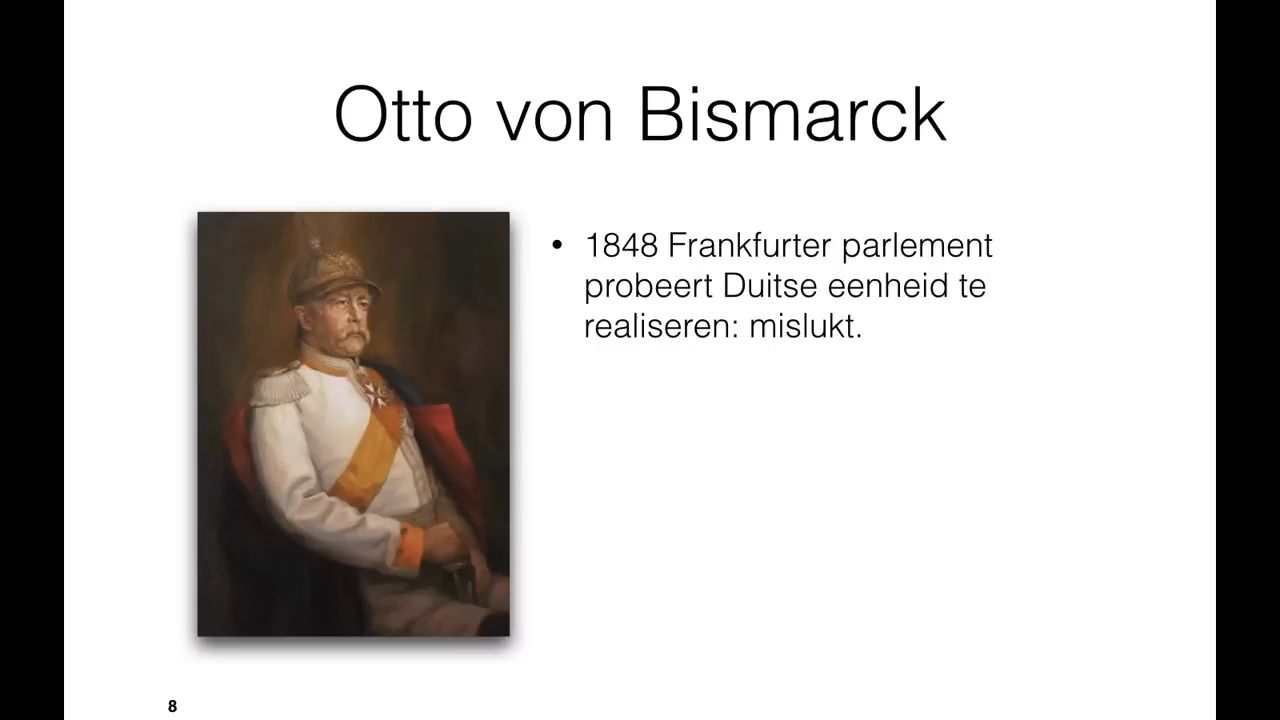 Otto von Bismarck
• 1848 Frankfurter parlement
probeert Duitse eenheid te
realiseren: mislukt.
8